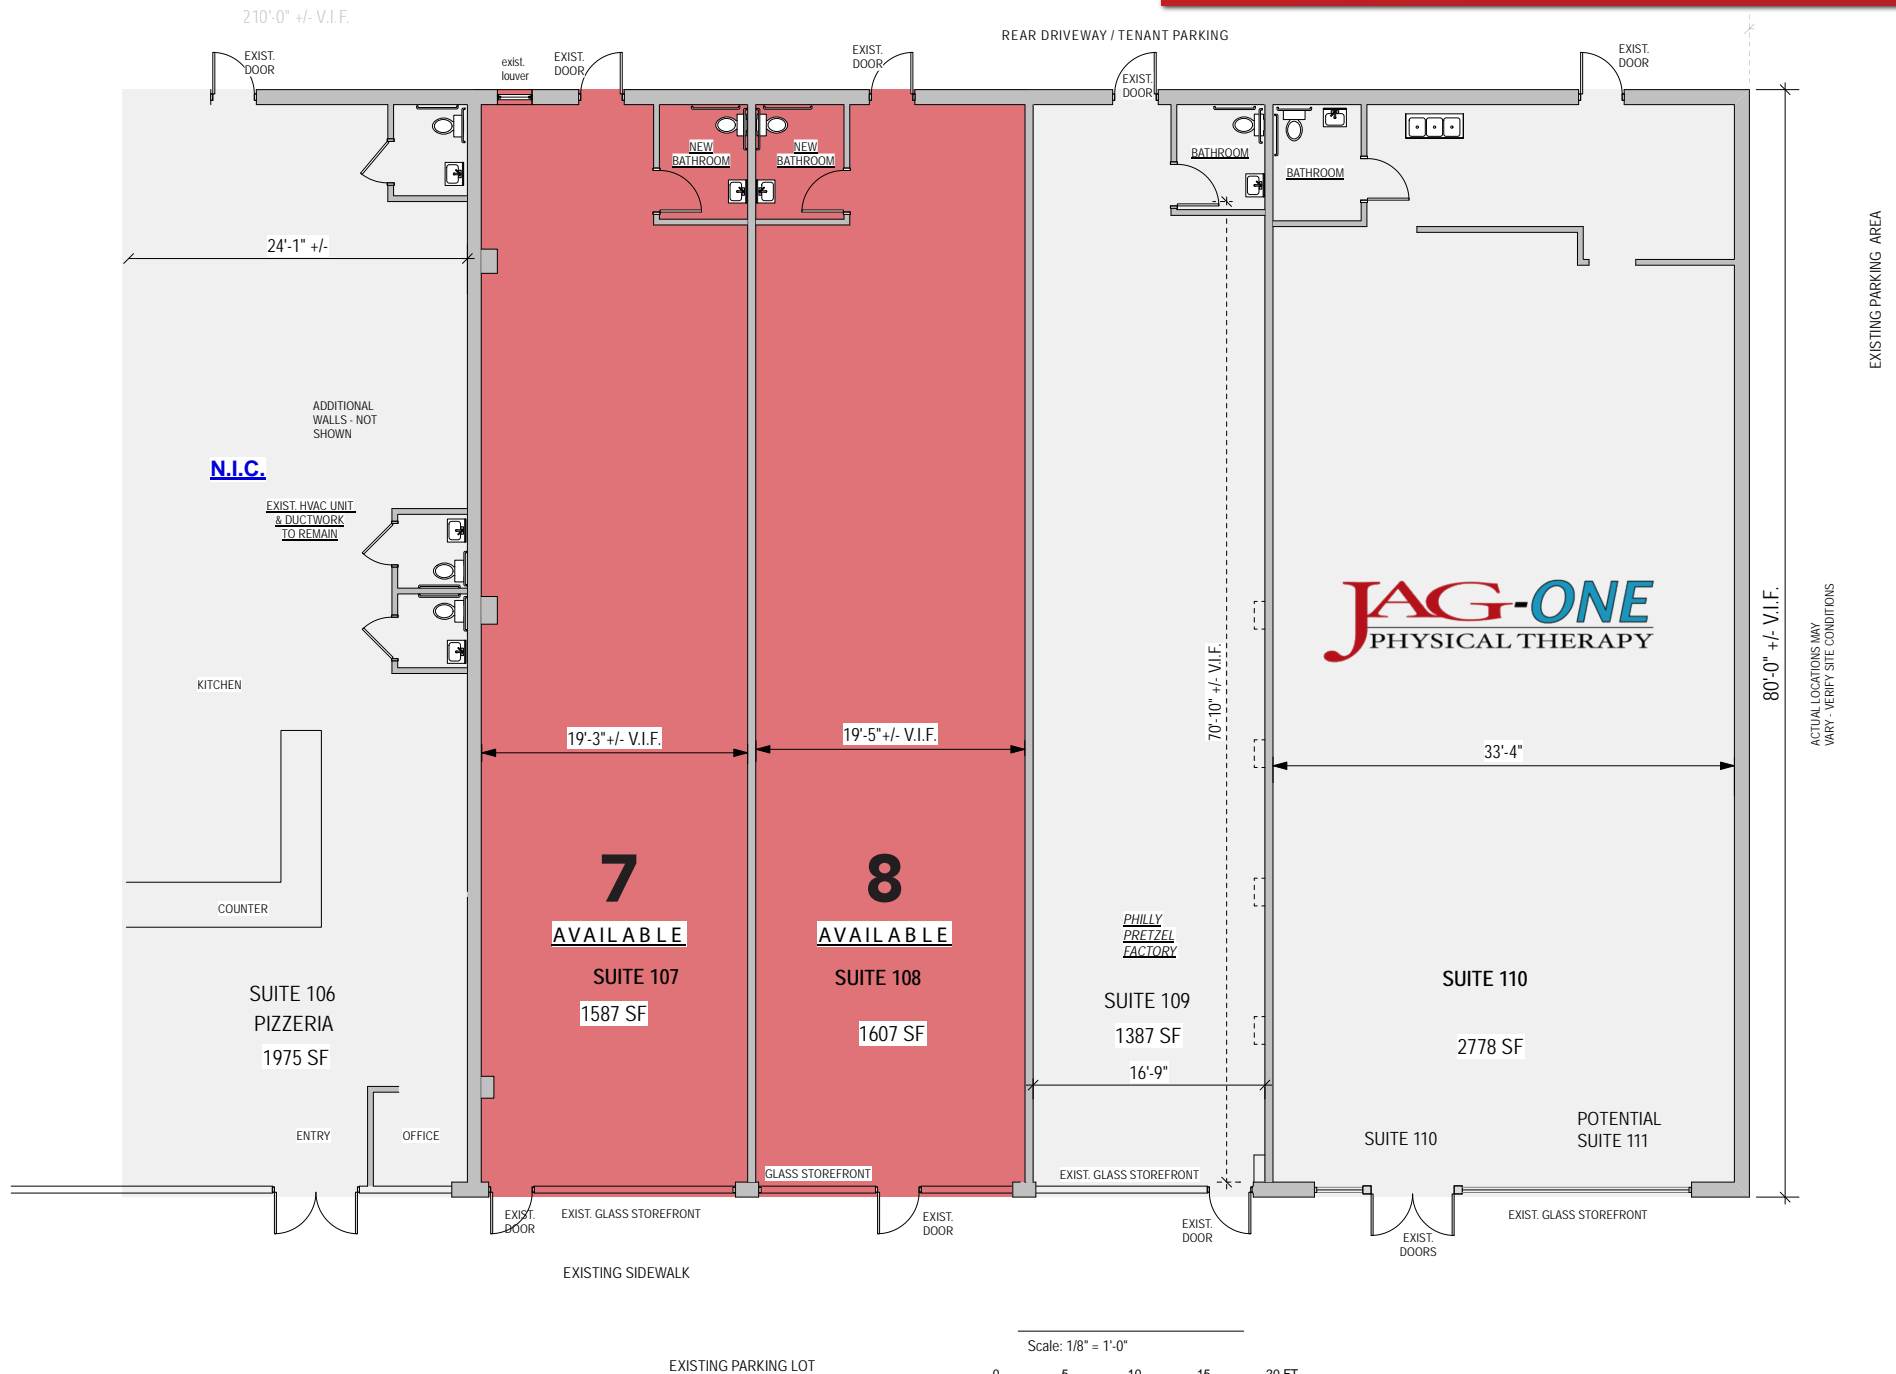 210'-0" +/- V.I.F.
REAR DRIVEWAY / TENANT PARKING
EXIST.
DOOR
exist.
louver
EXIST.
DOOR
EXIST.
DOOR
EXIST.
DOOR
EXIST.
DOOR
NEW
BATHROOM
NEW
BATHROOM
BATHROOM
BATHROOM
24'-1" +/-
EXISTING PARKING AREA
ADDITIONAL
WALLS - NOT
SHOWN
N.I.C.
EXIST. HVAC UNIT
& DUCTWORK
TO REMAIN
KITCHEN
COUNTER
JAG-ONE
PHYSICAL THERAPY
80'-0" +/- V.I.F.
ACTUAL LOCATIONS MAY
VARY - VERIFY SITE CONDITIONS
70'-10" +/- V.I.F.
19'-3"+/- V.I.F.
19'-5"+/- V.I.F.
33'-4"
7
AVAILABLE
SUITE 107
1587 SF
8
AVAILABLE
SUITE 108
1607 SF
PHILLY
PRETZEL
FACTORY
SUITE 109
1387 SF
16'-9"
SUITE 110
2778 SF
SUITE 106
PIZZERIA
1975 SF
ENTRY
OFFICE
SUITE 110
POTENTIAL
SUITE 111
GLASS STOREFRONT
EXIST. GLASS STOREFRONT
EXIST.
DOOR
EXIST. GLASS STOREFRONT
EXIST.
DOOR
EXIST.
DOOR
EXIST.
DOORS
EXIST. GLASS STOREFRONT
EXISTING SIDEWALK
Scale: 1/8" = 1'-0"
EXISTING PARKING LOT
0 5 10 15 20 FT